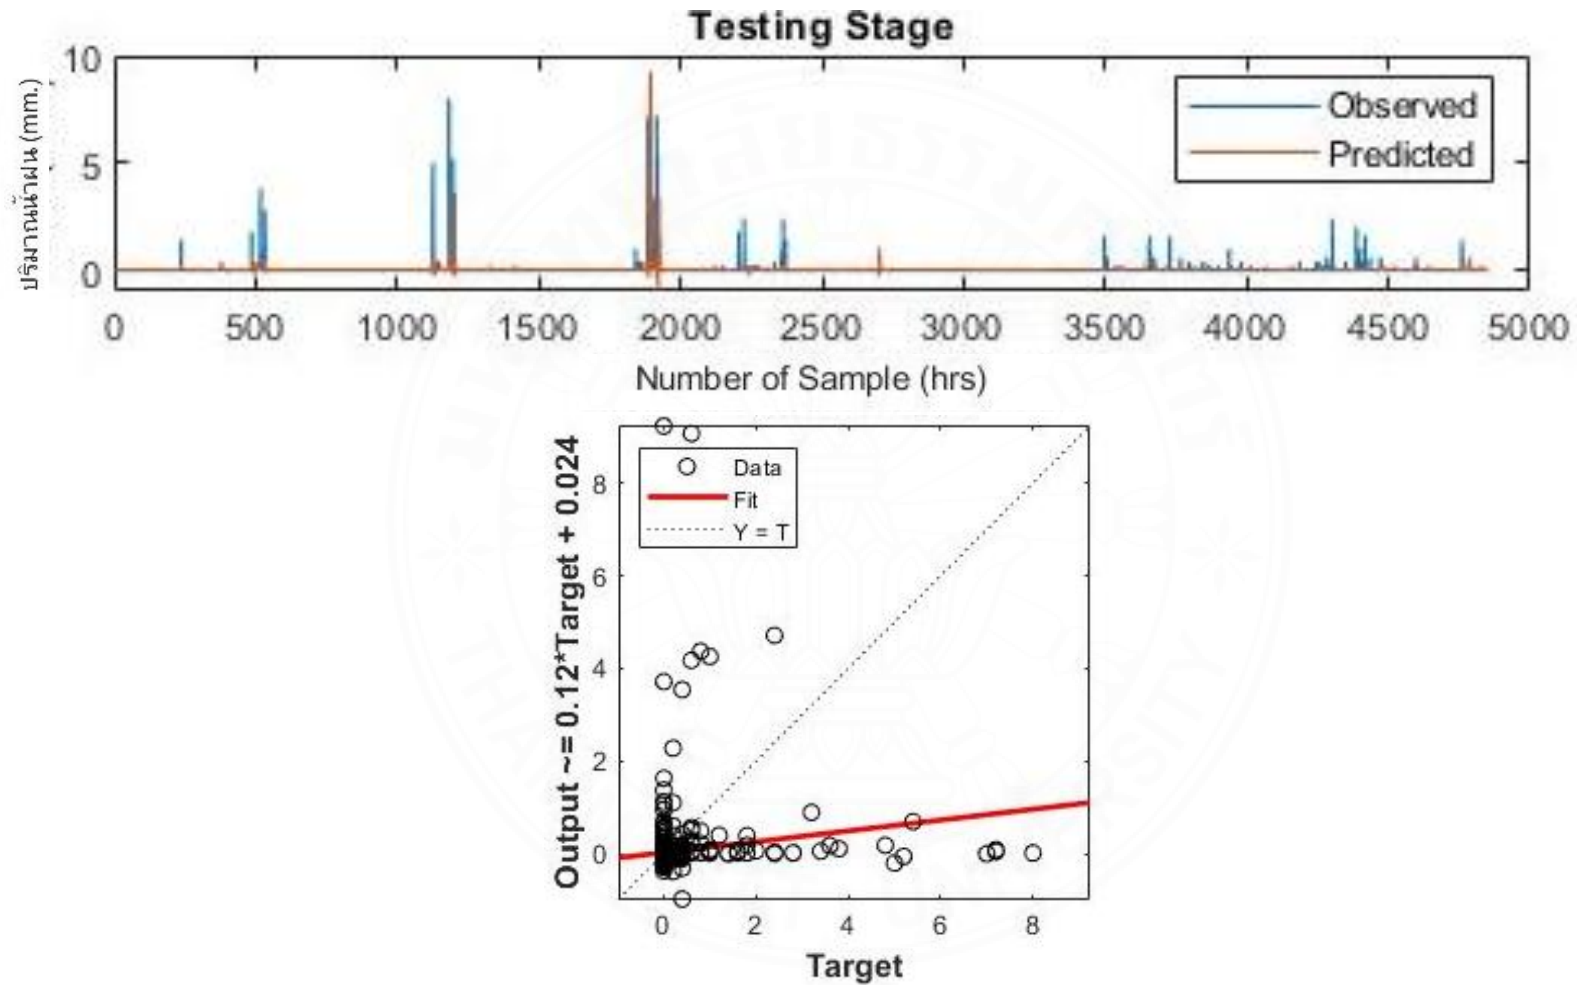 Testing Stage
ปริมาณน้ำฝน (mm.)
10
5
0
Observed
Predicted
0 500 1000 1500 2000 2500 3000 3500 4000 4500 5000
Number of Sample (hrs)
Output ~= 0.12*Target + 0.024
8
6
4
2
0
Data
Fit
Y = T
0 2 4 6 8
Target